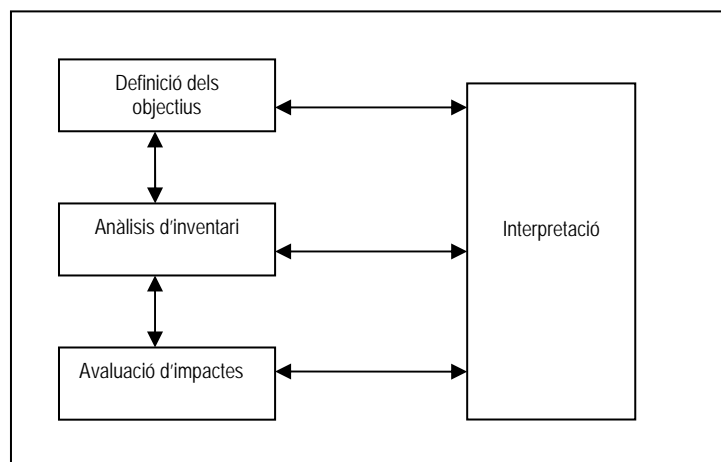 Definició dels
objectius
Anàlisis d’inventari
Interpretació
Avaluació d’impactes